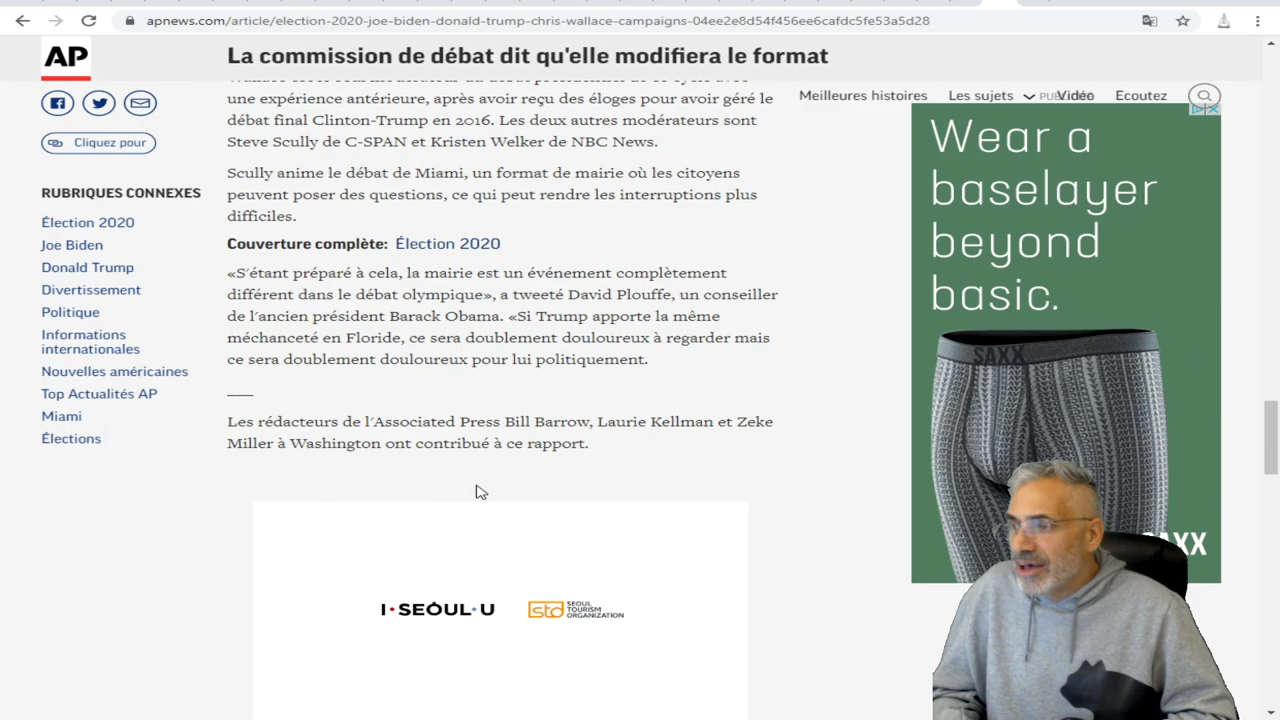 apnews.com/article/election-2020-joe-biden-donald-trump-chris-wallace-campaigns-04ee2e8d54f456ee6cafdc5fe53a5d28
AP
La commission de débat dit qu'elle modifiera le format
Meilleures histoires
Les sujets
Vidéo
Ecoutez
Cliquez pour
RUBRIQUES CONNEXES
Élection 2020
Joe Biden
Donald Trump
Divertissement
Politique
Informations
internationales
Nouvelles américaines
Top Actualités AP
Miami
Élections
une expérience antérieure, après avoir reçu des éloges pour avoir géré le
débat final Clinton-Trump en 2016. Les deux autres modérateurs sont
Steve Scully de C-SPAN et Kristen Welker de NBC News.
Scully anime le débat de Miami, un format de mairie où les citoyens
peuvent poser des questions, ce qui peut rendre les interruptions plus
difficiles.
Couverture complète: Élection 2020
«S'étant préparé à cela, la mairie est un événement complètement
différent dans le débat olympique», a tweeté David Plouffe, un conseiller
de l'ancien président Barack Obama. «Si Trump apporte la même
méchanceté en Floride, ce sera doublement douloureux à regarder mais
ce sera doublement douloureux pour lui politiquement.
Les rédacteurs de l'Associated Press Bill Barrow, Laurie Kellman et Zeke
Miller à Washington ont contribué à ce rapport.
I·SEOUL·U
sto SEOUL
TOURISM
ORGANIZATION
Wear a
baselayer
beyond
basic.
SAXX